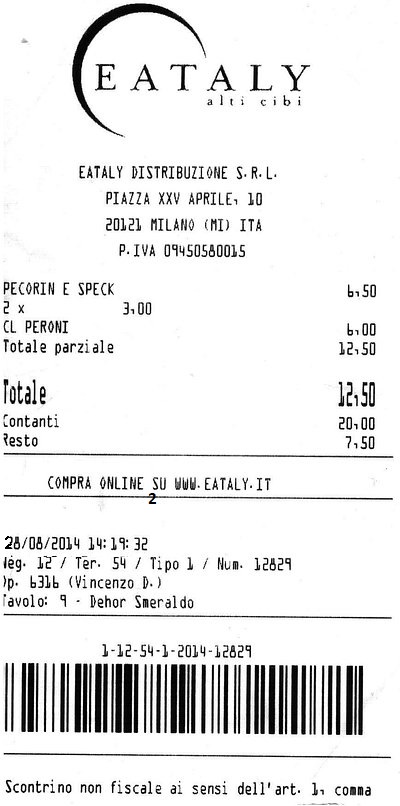 EATALY
alti cibi
EATALY DISTRIBUZIONE S.R.L.
PIAZZA XXV APRILE, 10
20121 MILANO (MI) ITA
P.IVA 09450580015
PECORIN E SPECK 6,50
2 x 3,00
CL PERONI 6,00
Totale parziale 12,50
Totale 12,50
Contanti 20,00
Resto 7,50
COMPRA ONLINE SU WWW.EATALY.IT
2
28/08/2014 14:19:32
Neg. 12 / Ter. 54 / Tipo 1 / Num. 12829
Op. 6316 (Vincenzo D.)
Tavolo: 9 - Dehor Smeraldo
1-12-54-1-2014-12829
Scontrino non fiscale ai sensi dell'art. 1, comma